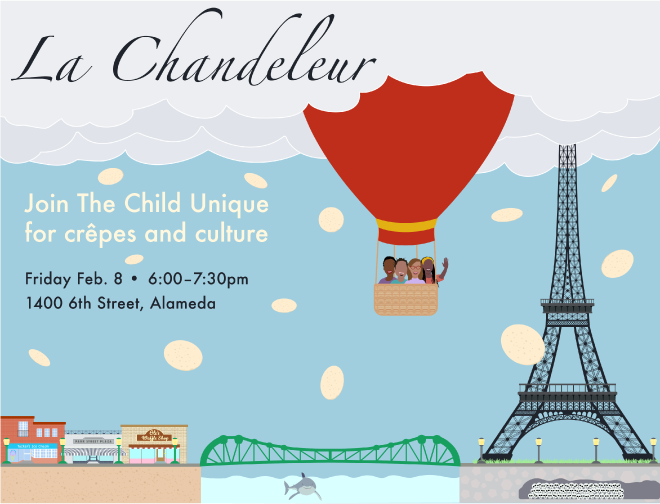 La Chandeleur
Join The Child Unique
for crêpes and culture
Friday Feb. 8 • 6:00–7:30pm
1400 6th Street, Alameda